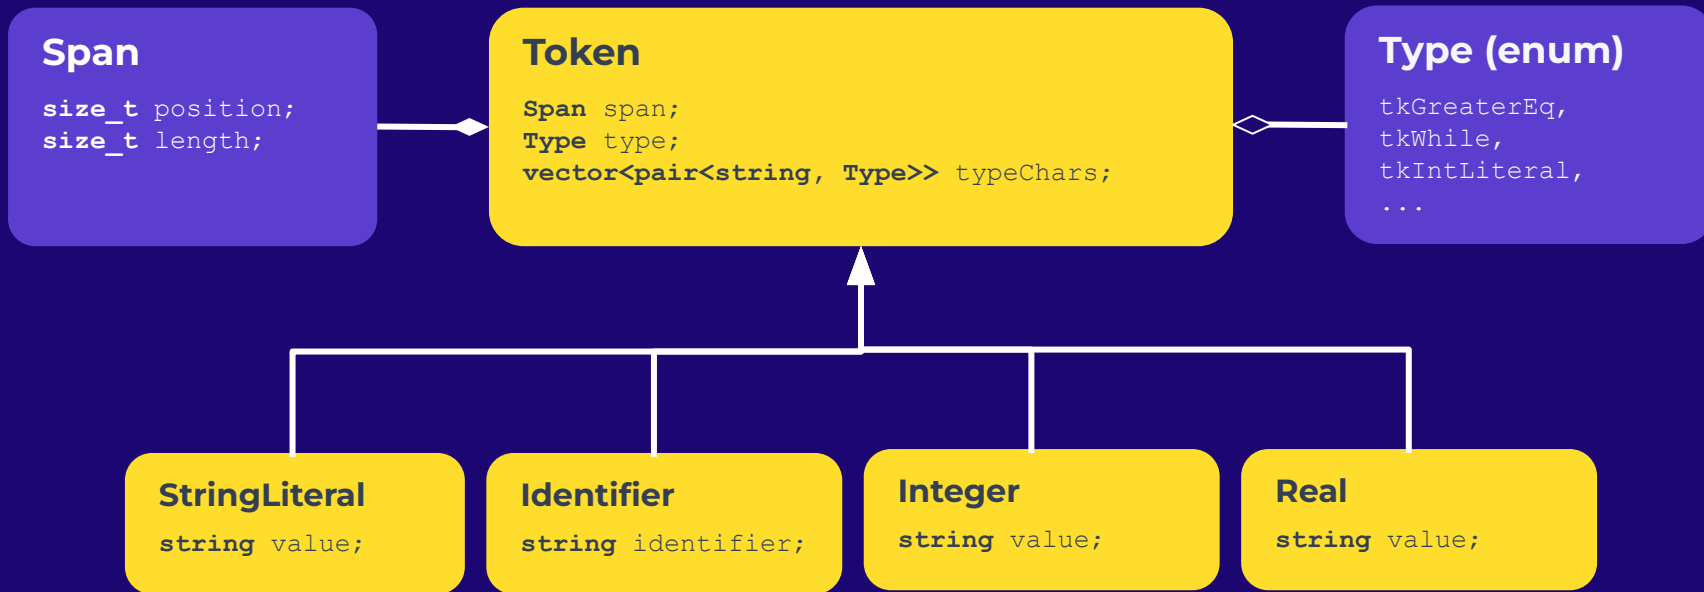 Span
size_t position;
size_t length;
Token
Span span;
Type type;
vector<pair<string, Type>> typeChars;
Type (enum)
tkGreaterEq,
tkWhile,
tkIntLiteral,
...
StringLiteral
string value;
Identifier
string identifier;
Integer
string value;
Real
string value;